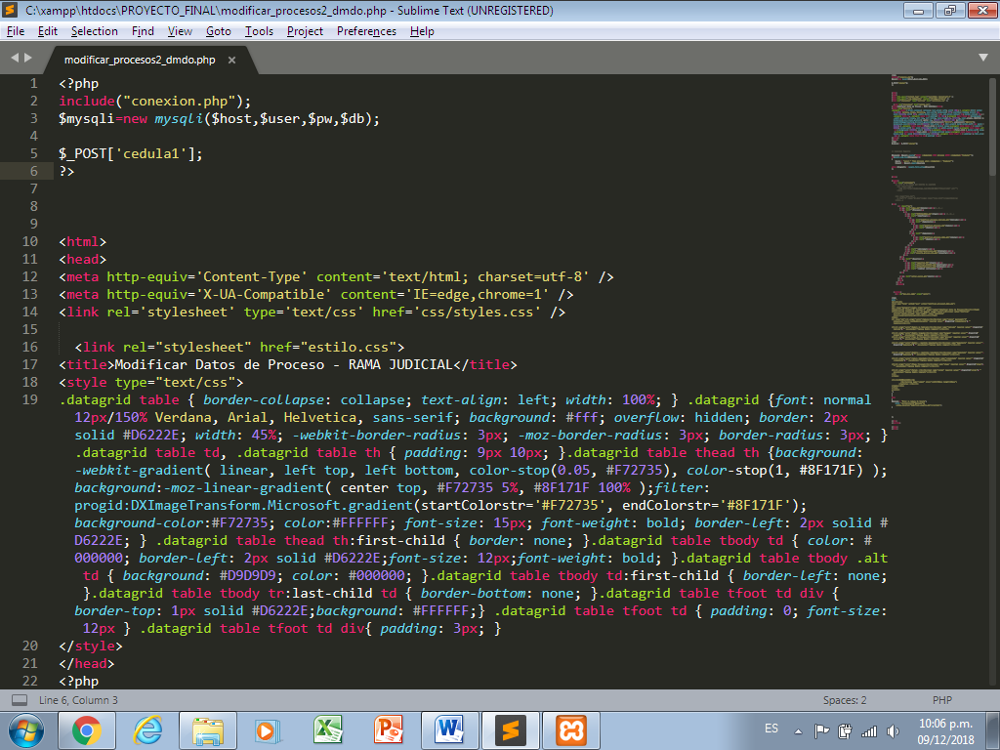 C:\xampp\htdocs\PROYECTO_FINAL\modificar_procesos2_dmdo.php - Sublime Text (UNREGISTERED)
File Edit Selection Find View Goto Tools Project Preferences Help
modificar_procesos2_dmdo.php ×
1 <?php
2 include("conexion.php");
3 $mysqli=new mysqli($host,$user,$pw,$db);
4
5 $_POST['cedula1'];
6 ?>
7
8
9
10 <html>
11 <head>
12 <meta http-equiv='Content-Type' content='text/html; charset=utf-8' />
13 <meta http-equiv='X-UA-Compatible' content='IE=edge,chrome=1' />
14 <link rel='stylesheet' type='text/css' href='css/styles.css' />
15
16 <link rel="stylesheet" href="estilo.css">
17 <title>Modificar Datos de Proceso - RAMA JUDICIAL</title>
18 <style type="text/css">
19 .datagrid table { border-collapse: collapse; text-align: left; width: 100%; } .datagrid {font: normal
12px/150% Verdana, Arial, Helvetica, sans-serif; background: #fff; overflow: hidden; border: 2px
solid #D6222E; width: 45%; -webkit-border-radius: 3px; -moz-border-radius: 3px; border-radius: 3px; }
.datagrid table td, .datagrid table th { padding: 9px 10px; }.datagrid table thead th {background:
-webkit-gradient( linear, left top, left bottom, color-stop(0.05, #F72735), color-stop(1, #8F171F) );
background:-moz-linear-gradient( center top, #F72735 5%, #8F171F 100% );filter:
progid:DXImageTransform.Microsoft.gradient(startColorstr='#F72735', endColorstr='#8F171F');
background-color:#F72735; color:#FFFFFF; font-size: 15px; font-weight: bold; border-left: 2px solid #
D6222E; } .datagrid table thead th:first-child { border: none; }.datagrid table tbody td { color: #
000000; border-left: 2px solid #D6222E;font-size: 12px;font-weight: bold; }.datagrid table tbody .alt
td { background: #D9D9D9; color: #000000; }.datagrid table tbody td:first-child { border-left: none;
}.datagrid table tbody tr:last-child td { border-bottom: none; }.datagrid table tfoot td div {
border-top: 1px solid #D6222E;background: #FFFFFF;} .datagrid table tfoot td { padding: 0; font-size:
12px } .datagrid table tfoot td div{ padding: 3px; }
20 </style>
21 </head>
22 <?php
Line 6, Column 3 Spaces: 2 PHP
ES
10:06 p.m.
09/12/2018